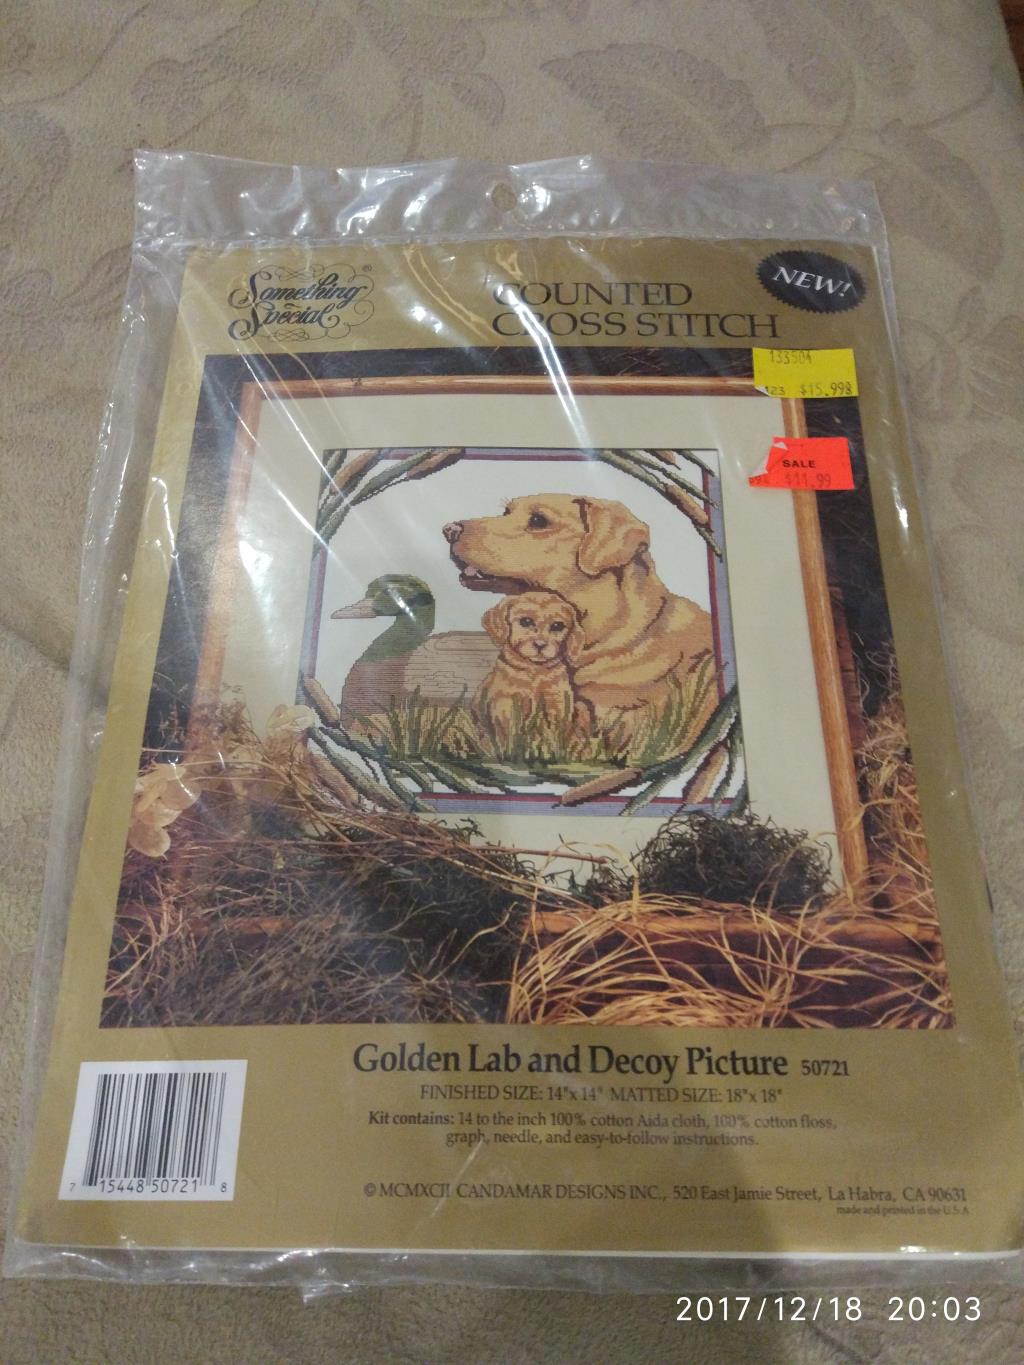 Something
Special
®
COUNTED
CROSS STITCH
NEW!
133504
123 $15.99
SALE
$11.99
Golden Lab and Decoy Picture 50721
FINISHED SIZE: 14"x 14" MATTED SIZE: 18"x 18"
Kit contains: 14 to the inch 100% cotton Aida cloth, 100% cotton floss,
graph, needle, and easy-to-follow instructions.
7 15448 50721 8
© MCMXCII CANDAMAR DESIGNS INC., 520 East Jamie Street, La Habra, CA 90631
made and printed in the U.S.A
2017/12/18 20:03